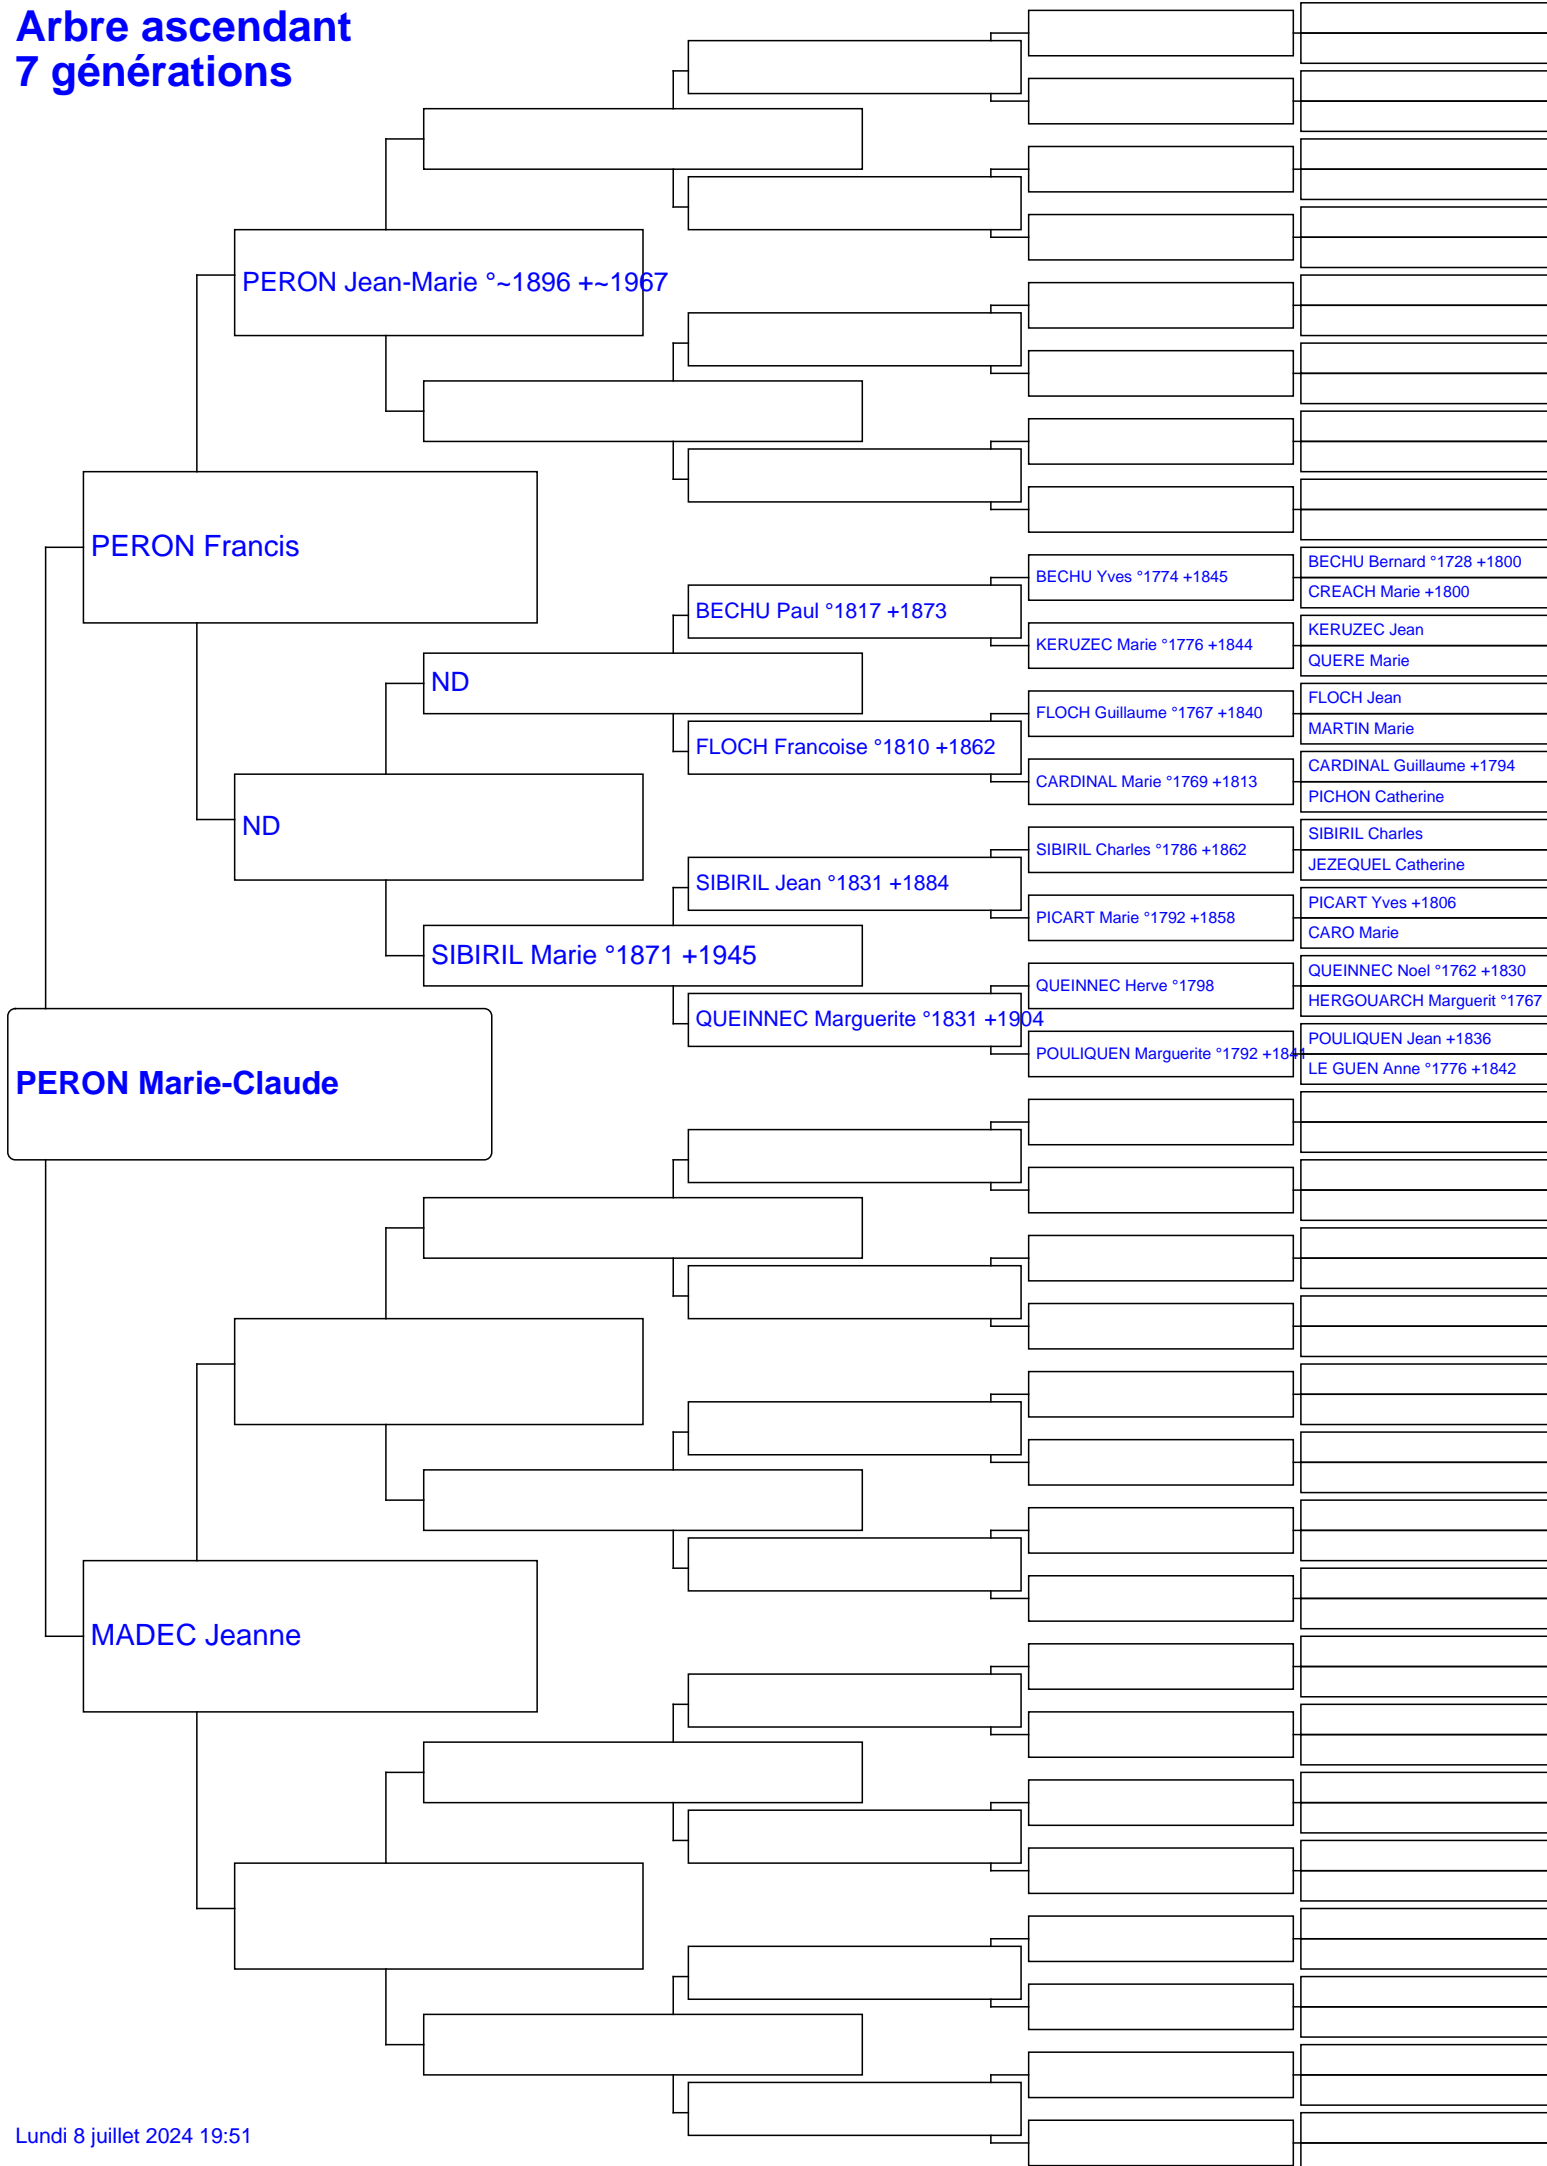 Arbre ascendant
7 générations
PERON Jean-Marie °~1896 +~1967
PERON Francis
BECHU Bernard °1728 +1800
BECHU Yves °1774 +1845
CREACH Marie +1800
BECHU Paul °1817 +1873
KERUZEC Jean
KERUZEC Marie °1776 +1844
QUERE Marie
ND
FLOCH Jean
FLOCH Guillaume °1767 +1840
MARTIN Marie
FLOCH Francoise °1810 +1862
CARDINAL Guillaume +1794
CARDINAL Marie °1769 +1813
PICHON Catherine
ND
SIBIRIL Charles
SIBIRIL Charles °1786 +1862
JEZEQUEL Catherine
SIBIRIL Jean °1831 +1884
PICART Yves +1806
PICART Marie °1792 +1858
CARO Marie
SIBIRIL Marie °1871 +1945
QUEINNEC Noel °1762 +1830
QUEINNEC Herve °1798
HERGOUARCH Marguerit °1767
QUEINNEC Marguerite °1831 +1904
POULIQUEN Jean +1836
POULIQUEN Marguerite °1792 +1841
LE GUEN Anne °1776 +1842
PERON Marie-Claude
MADEC Jeanne
Lundi 8 juillet 2024 19:51